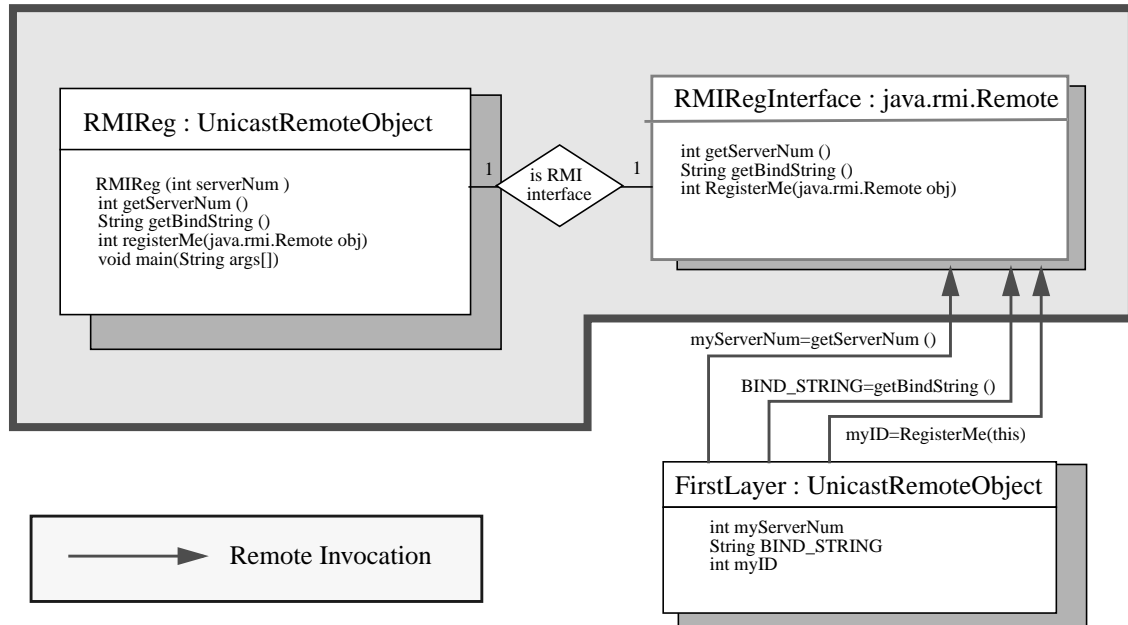 RMIReg : UnicastRemoteObject
RMIReg (int serverNum )
int getServerNum ()
String getBindString ()
int registerMe(java.rmi.Remote obj)
void main(String args[])
1
is RMI
interface
1
RMIRegInterface : java.rmi.Remote
int getServerNum ()
String getBindString ()
int RegisterMe(java.rmi.Remote obj)
myServerNum=getServerNum ()
BIND_STRING=getBindString ()
myID=RegisterMe(this)
FirstLayer : UnicastRemoteObject
int myServerNum
String BIND_STRING
int myID
Remote Invocation